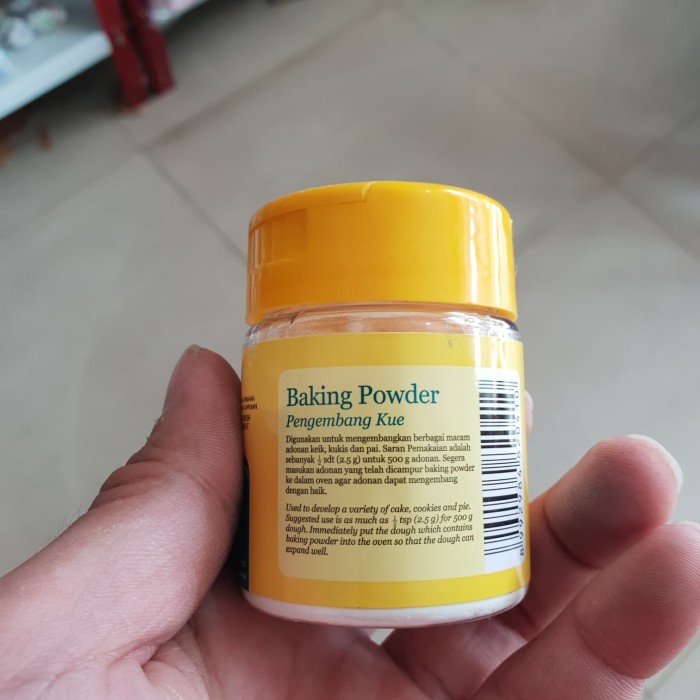 Baking Powder
Pengembang Kue
Digunakan untuk mengembangkan berbagai macam
adonan keik, kukis dan pai. Saran Pemakaian adalah
sebanyak ½ sdt (2.5 g) untuk 500 g adonan. Segera
masukan adonan yang telah dicampur baking powder
ke dalam oven agar adonan dapat mengembang
dengan baik.
Used to develop a variety of cake, cookies and pie.
Suggested use is as much as ½ tsp (2.5 g) for 500 g
dough. Immediately put the dough which contains
baking powder into the oven so that the dough can
expand well.